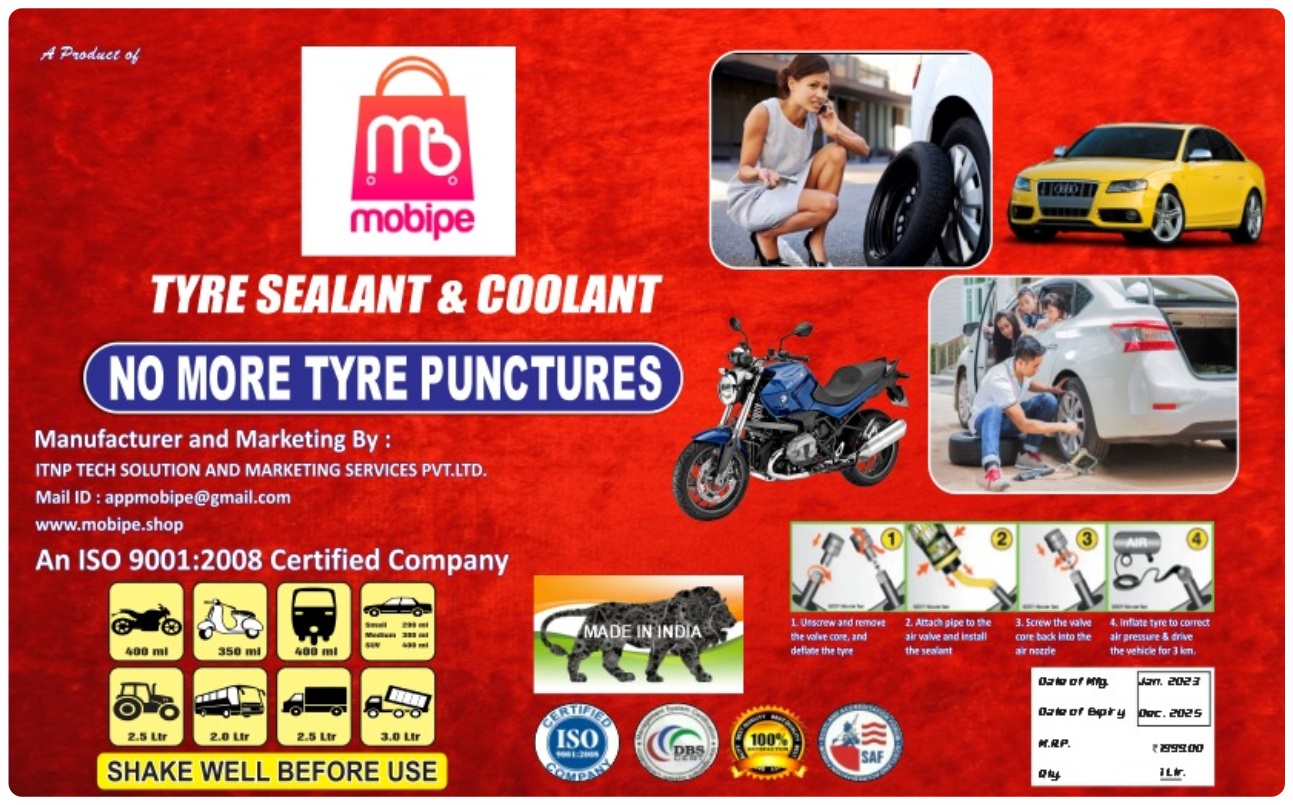 A Product of
mb
mobipe
TYRE SEALANT & COOLANT
NO MORE TYRE PUNCTURES
Manufacturer and Marketing By :
ITNP TECH SOLUTION AND MARKETING SERVICES PVT.LTD.
Mail ID : appmobipe@gmail.com
www.mobipe.shop
An ISO 9001:2008 Certified Company
400 ml
350 ml
400 ml
Small 200 ml
Medium 300 ml
SUV 400 ml
2.5 Ltr
2.0 Ltr
2.5 Ltr
3.0 Ltr
SHAKE WELL BEFORE USE
MADE IN INDIA
CERTIFIED
ISO
9001:2008
COMPANY
DBS
CERT
100%
SATISFACTION
SAF
1
2
3
4
AIR
1. Unscrew and remove
the valve core, and
deflate the tyre
2. Attach pipe to the
air valve and install
the sealant
3. Screw the valve
core back into the
air nozzle
4. Inflate tyre to correct
air pressure & drive
the vehicle for 3 km.
Date of Mfg. Jan. 2023
Date of Expiry Dec. 2025
M.R.P.
Qty. 1 Ltr.